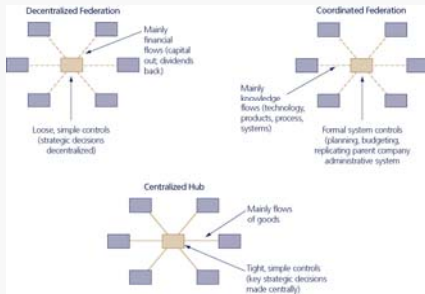 Decentralized Federation
Mainly
financial
flows (capital
out, dividends
back)
Loose, simple controls
(strategic decisions
decentralized)
Coordinated Federation
Mainly
knowledge
flows (technology,
products, process,
systems)
Formal system controls
(planning, budgeting,
replicating parent company
administrative system
Centralized Hub
Mainly flows
of goods
Tight, simple controls
(key strategic decisions
made centrally)